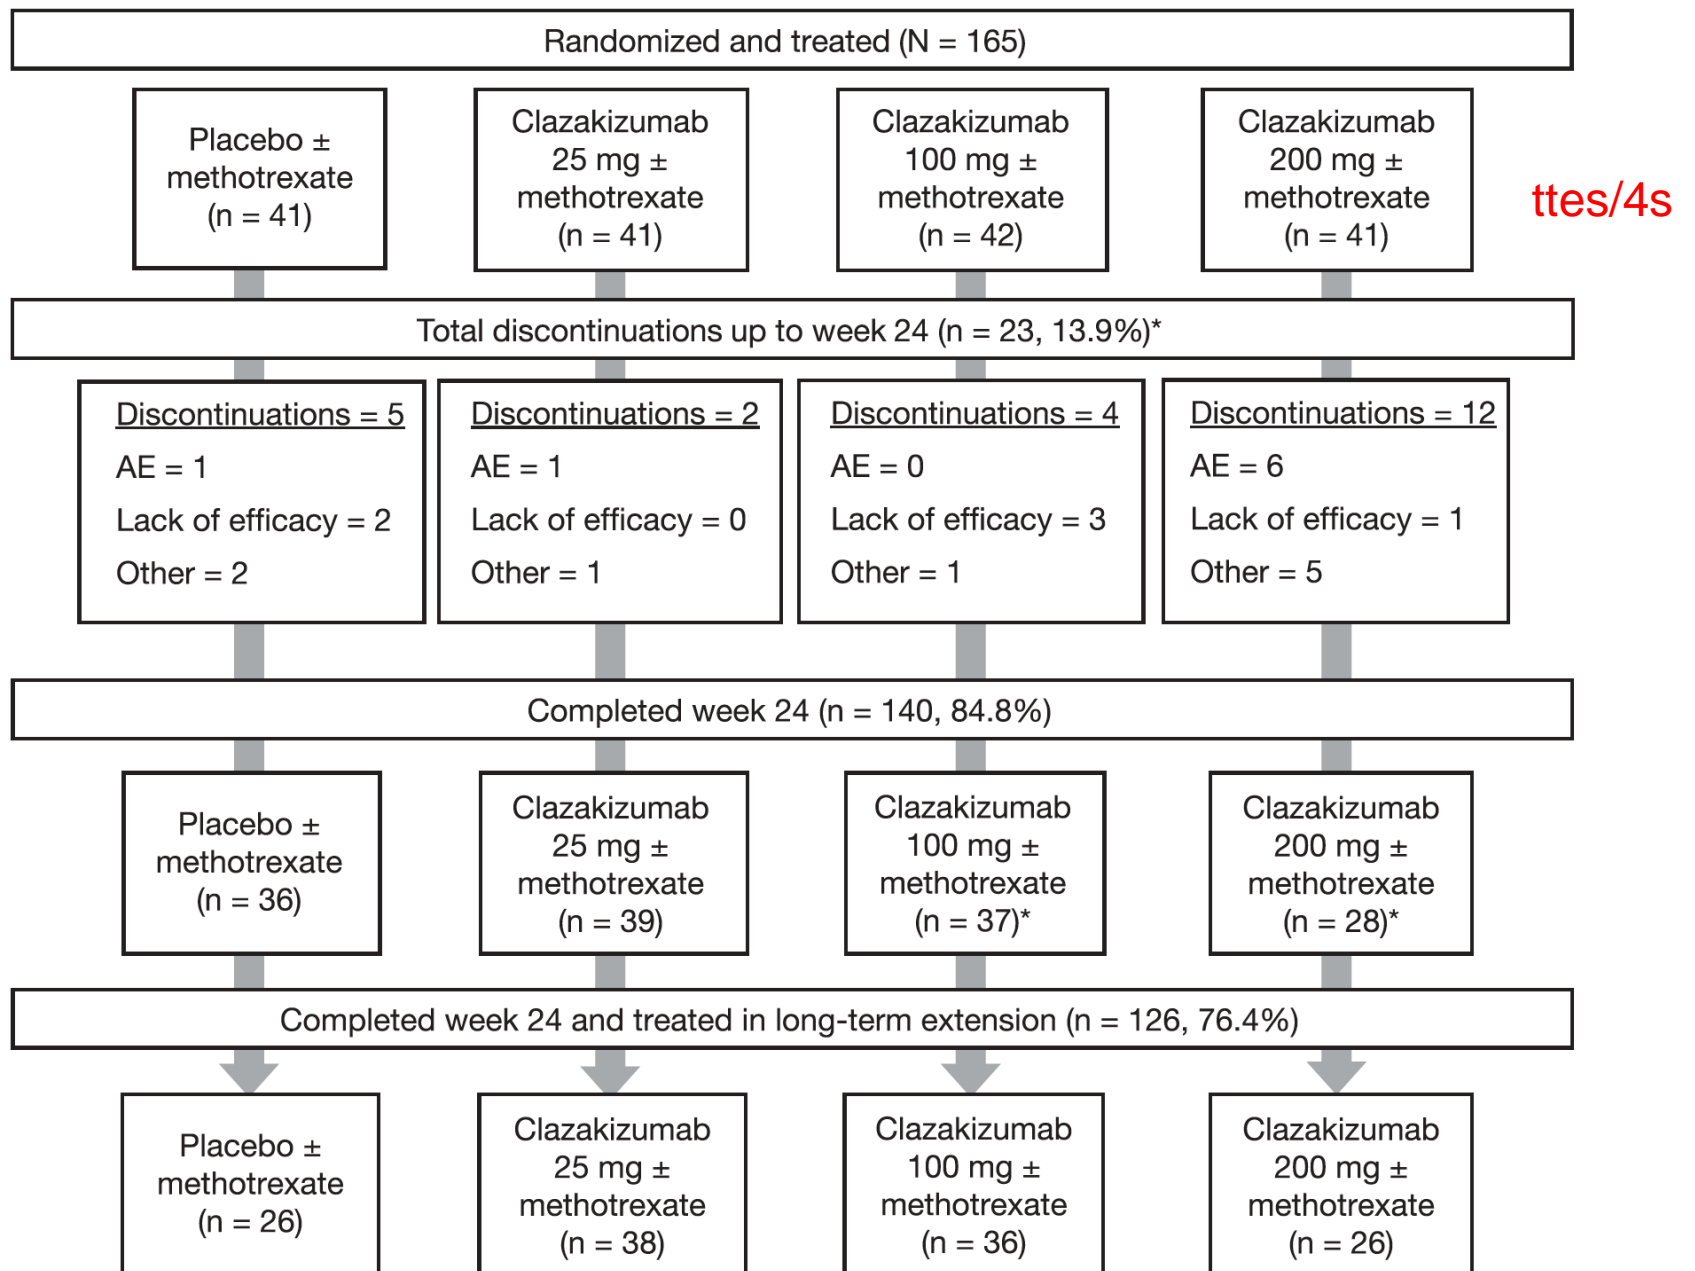 Randomized and treated (N = 165)
Placebo ±
methotrexate
(n = 41)
Clazakizumab
25 mg ±
methotrexate
(n = 41)
Clazakizumab
100 mg ±
methotrexate
(n = 42)
Clazakizumab
200 mg ±
methotrexate
(n = 41)
ttes/4s
Total discontinuations up to week 24 (n = 23, 13.9%)*
Discontinuations = 5
AE = 1
Lack of efficacy = 2
Other = 2
Discontinuations = 2
AE = 1
Lack of efficacy = 0
Other = 1
Discontinuations = 4
AE = 0
Lack of efficacy = 3
Other = 1
Discontinuations = 12
AE = 6
Lack of efficacy = 1
Other = 5
Completed week 24 (n = 140, 84.8%)
Placebo ±
methotrexate
(n = 36)
Clazakizumab
25 mg ±
methotrexate
(n = 39)
Clazakizumab
100 mg ±
methotrexate
(n = 37)*
Clazakizumab
200 mg ±
methotrexate
(n = 28)*
Completed week 24 and treated in long-term extension (n = 126, 76.4%)
Placebo ±
methotrexate
(n = 26)
Clazakizumab
25 mg ±
methotrexate
(n = 38)
Clazakizumab
100 mg ±
methotrexate
(n = 36)
Clazakizumab
200 mg ±
methotrexate
(n = 26)